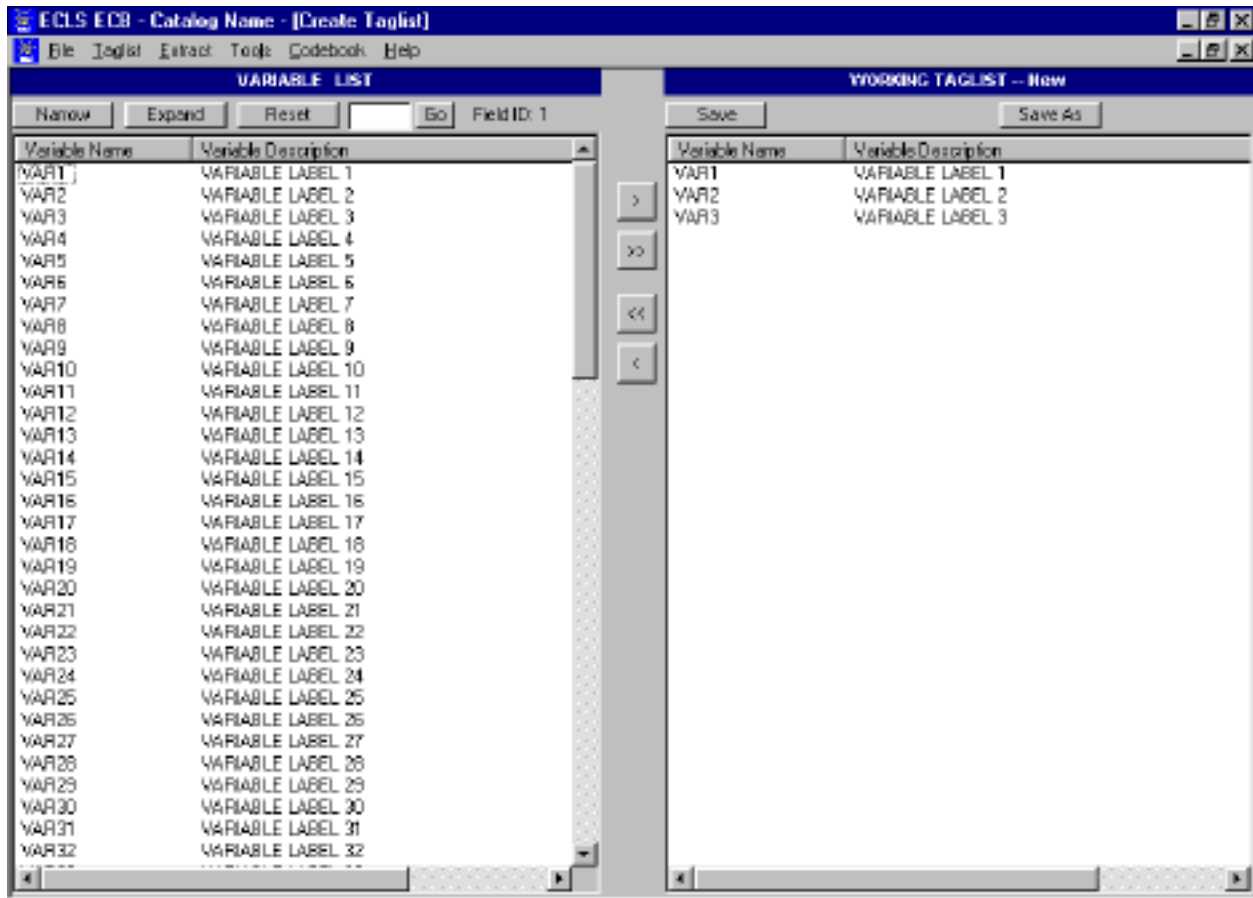 ECLS ECB - Catalog Name - [Create Taglist]
File Taglist Extract Tools Codebook Help
VARIABLE LIST
Narrow Expand Reset Go Field ID: 1
Variable Name Variable Description
VAR1 VARIABLE LABEL 1
VAR2 VARIABLE LABEL 2
VAR3 VARIABLE LABEL 3
VAR4 VARIABLE LABEL 4
VAR5 VARIABLE LABEL 5
VAR6 VARIABLE LABEL 6
VAR7 VARIABLE LABEL 7
VAR8 VARIABLE LABEL 8
VAR9 VARIABLE LABEL 9
VAR10 VARIABLE LABEL 10
VAR11 VARIABLE LABEL 11
VAR12 VARIABLE LABEL 12
VAR13 VARIABLE LABEL 13
VAR14 VARIABLE LABEL 14
VAR15 VARIABLE LABEL 15
VAR16 VARIABLE LABEL 16
VAR17 VARIABLE LABEL 17
VAR18 VARIABLE LABEL 18
VAR19 VARIABLE LABEL 19
VAR20 VARIABLE LABEL 20
VAR21 VARIABLE LABEL 21
VAR22 VARIABLE LABEL 22
VAR23 VARIABLE LABEL 23
VAR24 VARIABLE LABEL 24
VAR25 VARIABLE LABEL 25
VAR26 VARIABLE LABEL 26
VAR27 VARIABLE LABEL 27
VAR28 VARIABLE LABEL 28
VAR29 VARIABLE LABEL 29
VAR30 VARIABLE LABEL 30
VAR31 VARIABLE LABEL 31
VAR32 VARIABLE LABEL 32
>
>>
<<
<
WORKING TAGLIST -- New
Save Save As
Variable Name Variable Description
VAR1 VARIABLE LABEL 1
VAR2 VARIABLE LABEL 2
VAR3 VARIABLE LABEL 3